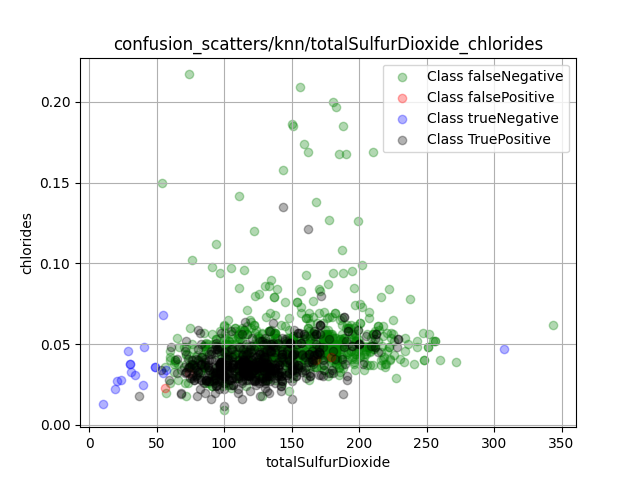 confusion_scatters/knn/totalSulfurDioxide_chlorides
Class falseNegative
Class falsePositive
Class trueNegative
Class TruePositive
0.20
0.15
0.10
0.05
0.00
chlorides
0 50 100 150 200 250 300 350
totalSulfurDioxide